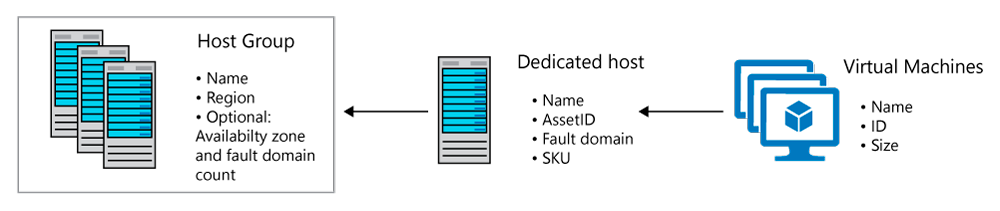 Host Group
• Name
• Region
• Optional:
Availabilty zone
and fault domain
count
Dedicated host
• Name
• AssetID
• Fault domain
• SKU
Virtual Machines
• Name
• ID
• Size